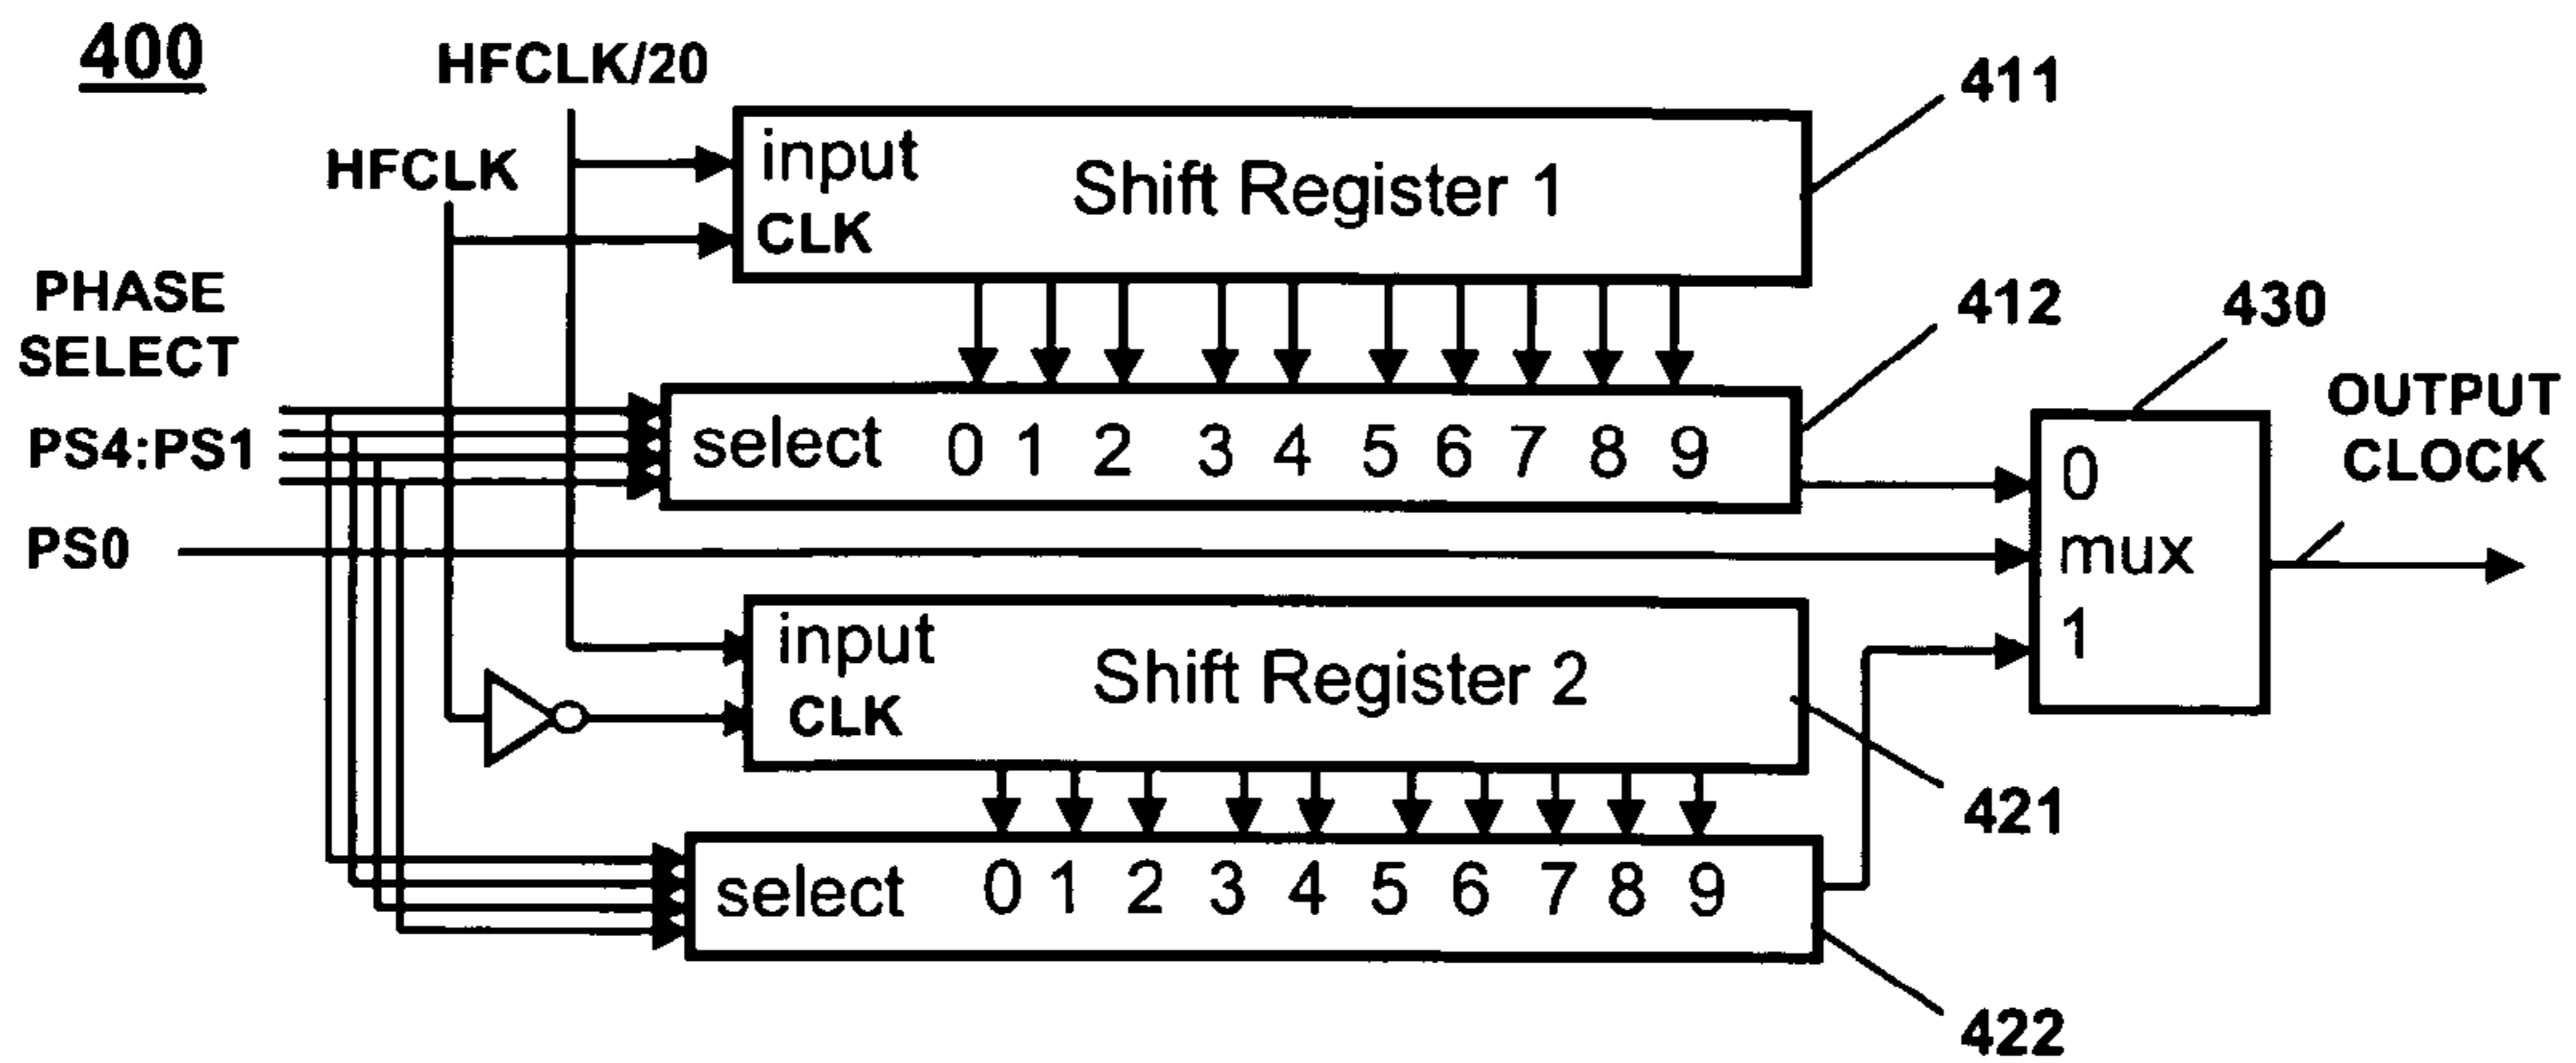 400
HFCLK/20
HFCLK
411
input
Shift Register 1
CLK
PHASE
SELECT
412
430
OUTPUT
CLOCK
PS4:PS1
select 0 1 2 3 4 5 6 7 8 9
0
PS0
mux
1
input
Shift Register 2
CLK
421
select 0 1 2 3 4 5 6 7 8 9
422